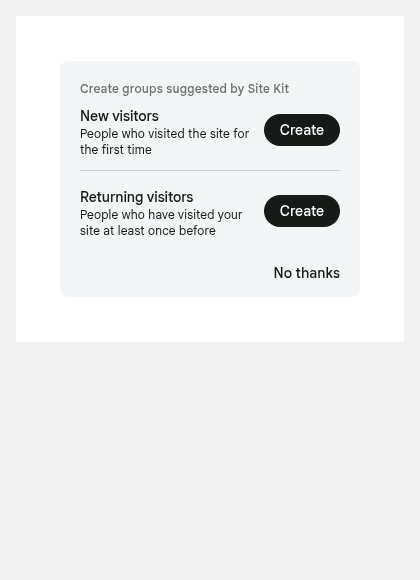 Create groups suggested by Site Kit
New visitors
People who visited the site for
the first time
Create
Returning visitors
People who have visited your
site at least once before
Create
No thanks